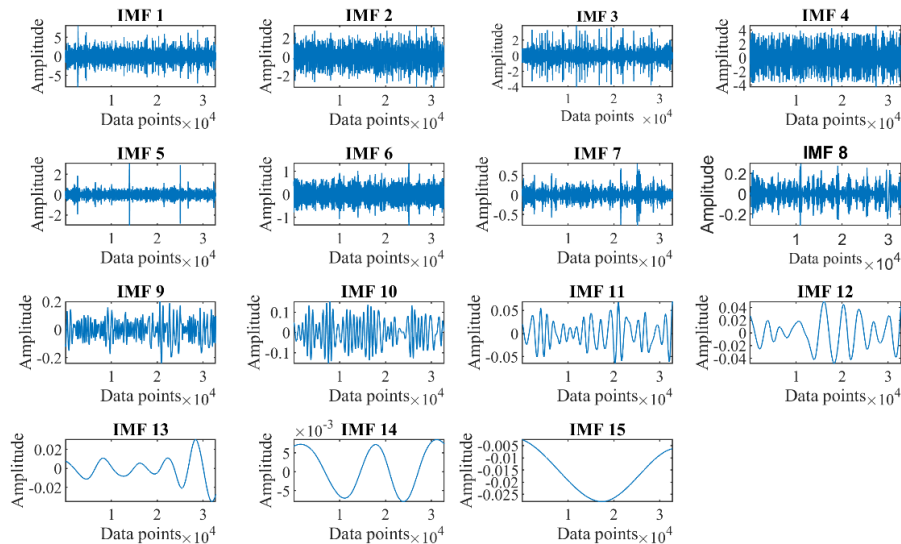 IMF 1
Amplitude
5
0
-5
1 2 3
Data points ×10^4
IMF 2
Amplitude
2
0
-2
1 2 3
Data points ×10^4
IMF 3
Amplitude
2
0
-2
-4
1 2 3
Data points ×10^4
IMF 4
Amplitude
4
2
0
-2
-4
1 2 3
Data points ×10^4
IMF 5
Amplitude
2
0
-2
1 2 3
Data points ×10^4
IMF 6
Amplitude
1
0
-1
1 2 3
Data points ×10^4
IMF 7
Amplitude
0.5
0
-0.5
1 2 3
Data points ×10^4
IMF 8
Amplitude
0.2
0
-0.2
1 2 3
Data points ×10^4
IMF 9
Amplitude
0.2
0
-0.2
1 2 3
Data points ×10^4
IMF 10
Amplitude
0.1
0
-0.1
1 2 3
Data points ×10^4
IMF 11
Amplitude
0.05
0
-0.05
1 2 3
Data points ×10^4
IMF 12
Amplitude
0.04
0.02
0
-0.02
-0.04
1 2 3
Data points ×10^4
IMF 13
Amplitude
0.02
0
-0.02
1 2 3
Data points ×10^4
IMF 14
×10^-3
Amplitude
5
0
-5
1 2 3
Data points ×10^4
IMF 15
Amplitude
-0.005
-0.01
-0.015
-0.02
-0.025
1 2 3
Data points ×10^4